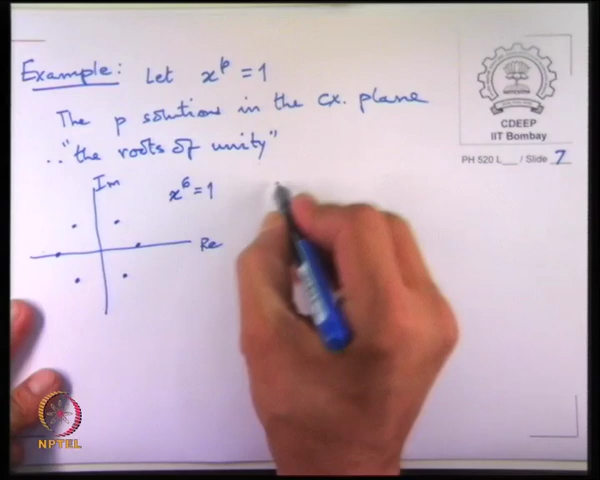 Example: Let x^p = 1
The p solutions in the cx. plane
∴ "the roots of unity"
Im
x^6 = 1
Re
CDEEP
IIT Bombay
PH 520 L___ / Slide 7
NPTEL